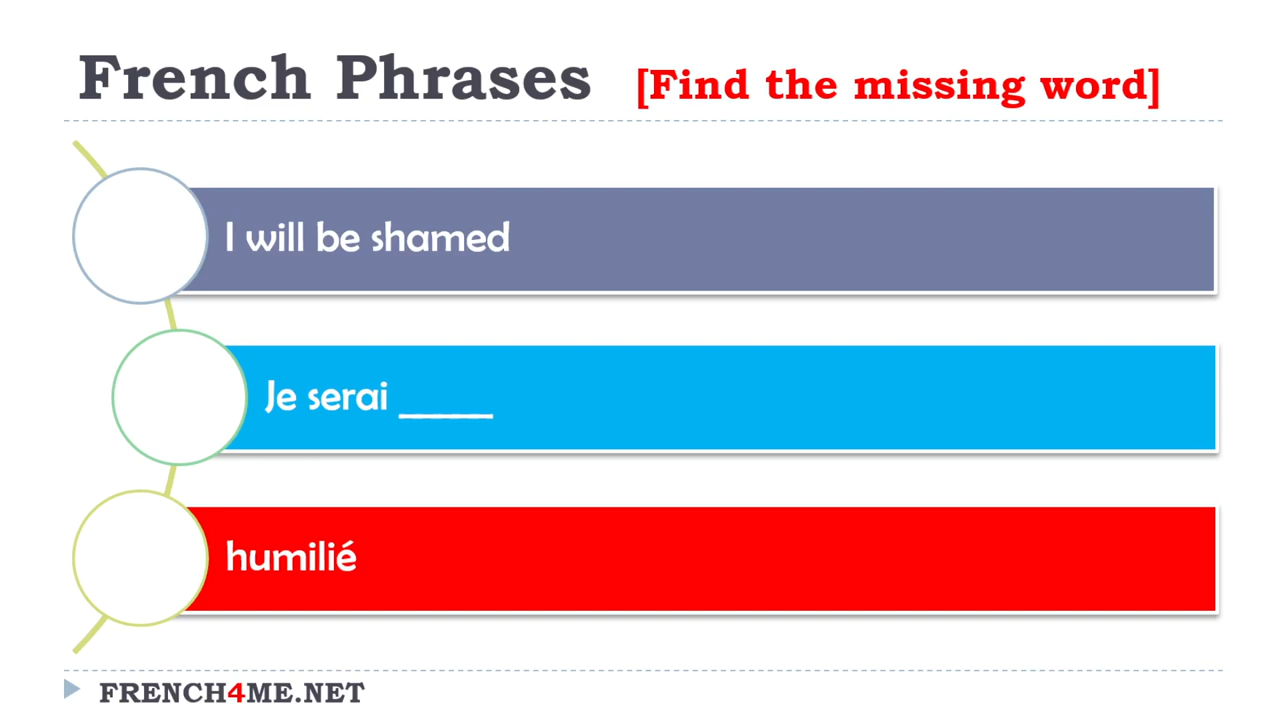 French Phrases [Find the missing word]
I will be shamed
Je serai _____
humilié
FRENCH4ME.NET